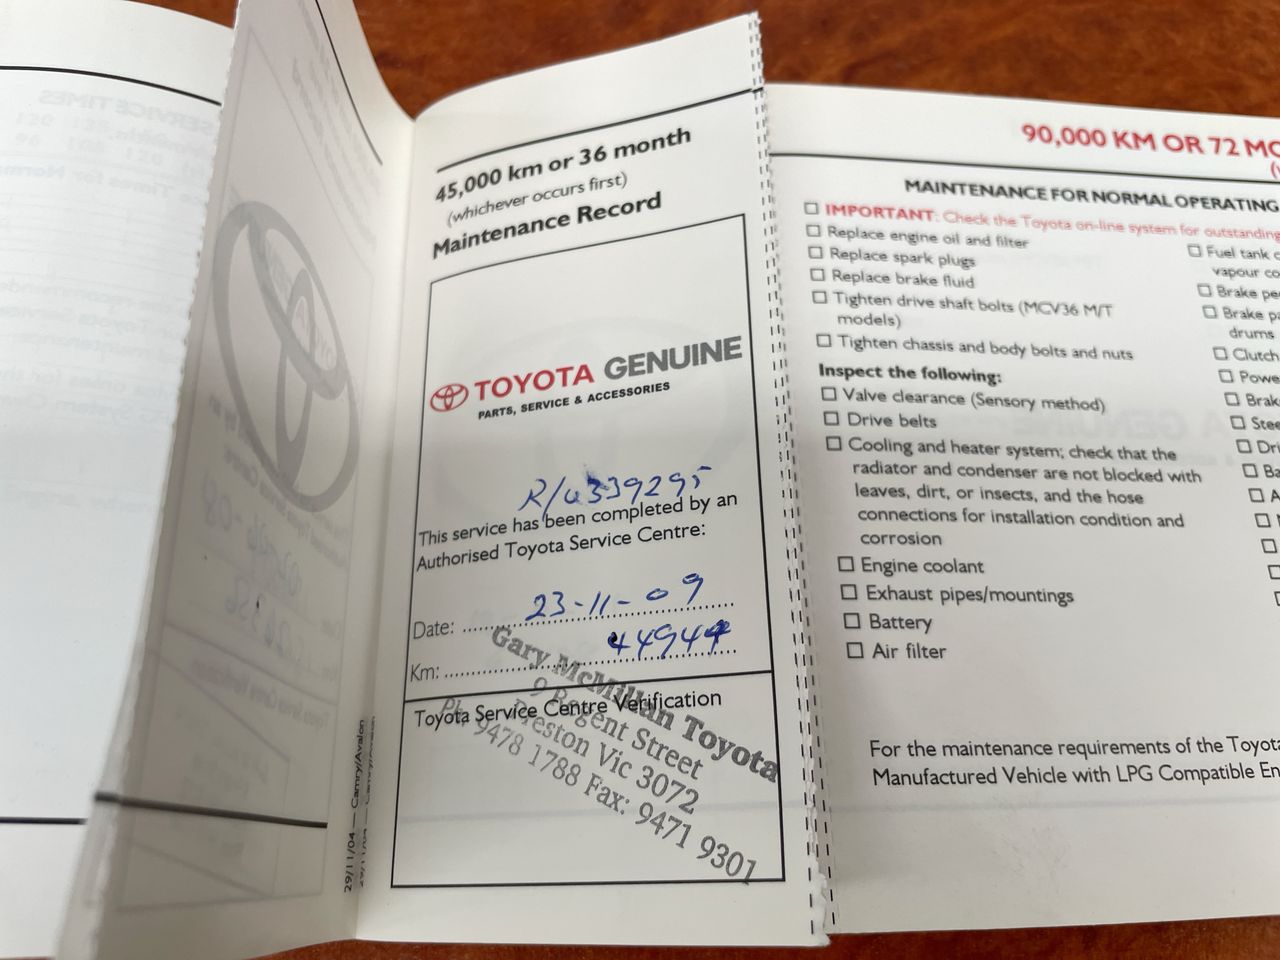 45,000 km or 36 month
(whichever occurs first)
Maintenance Record
TOYOTA GENUINE
PARTS, SERVICE & ACCESSORIES
This service has been completed by an
Authorised Toyota Service Centre:
Date: 23-11-09
Km: 44944
Toyota Service Centre Verification
Gary McMillan Toyota
9 Regent Street
Preston Vic 3072
Ph: 9478 1788 Fax: 9471 9301
29/11/04 — Camry/Avalon
90,000 KM OR 72 MO
MAINTENANCE FOR NORMAL OPERATING
IMPORTANT: Check the Toyota on-line system for outstanding
Replace engine oil and filter
Replace spark plugs
Replace brake fluid
Tighten drive shaft bolts (MCV36 M/T
models)
Tighten chassis and body bolts and nuts
Inspect the following:
Valve clearance (Sensory method)
Drive belts
Cooling and heater system; check that the
radiator and condenser are not blocked with
leaves, dirt, or insects, and the hose
connections for installation condition and
corrosion
Engine coolant
Exhaust pipes/mountings
Battery
Air filter
Fuel tank
vapour
Brake
Brake
drums
Clutch
For the maintenance requirements of the Toyota
Manufactured Vehicle with LPG Compatible